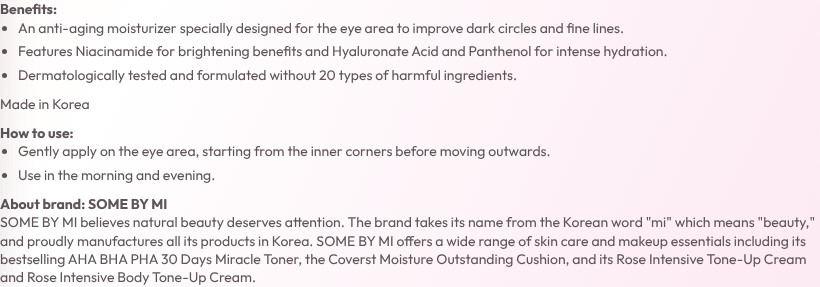 Benefits:
• An anti-aging moisturizer specially designed for the eye area to improve dark circles and fine lines.
• Features Niacinamide for brightening benefits and Hyaluronate Acid and Panthenol for intense hydration.
• Dermatologically tested and formulated without 20 types of harmful ingredients.
Made in Korea
How to use:
• Gently apply on the eye area, starting from the inner corners before moving outwards.
• Use in the morning and evening.
About brand: SOME BY MI
SOME BY MI believes natural beauty deserves attention. The brand takes its name from the Korean word "mi" which means "beauty,"
and proudly manufactures all its products in Korea. SOME BY MI offers a wide range of skin care and makeup essentials including its
bestselling AHA BHA PHA 30 Days Miracle Toner, the Coverst Moisture Outstanding Cushion, and its Rose Intensive Tone-Up Cream
and Rose Intensive Body Tone-Up Cream.